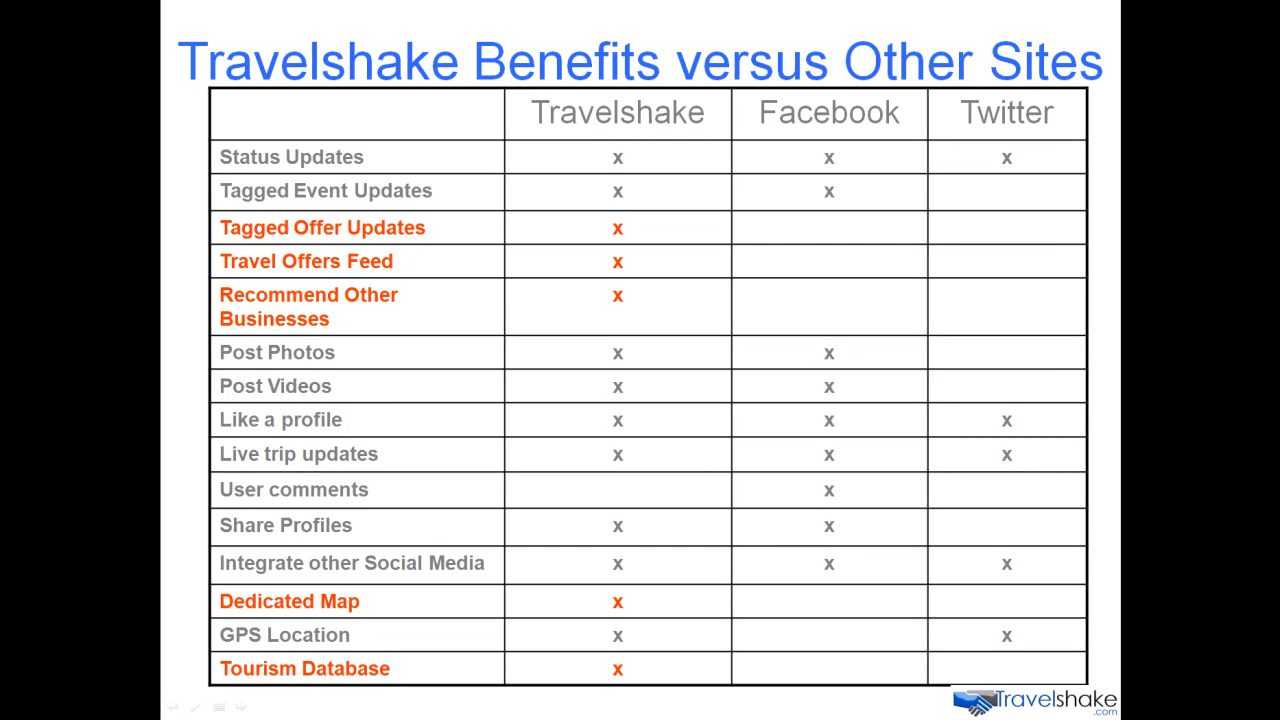 Travelshake Benefits versus Other Sites
Travelshake Facebook Twitter
Status Updates x x x
Tagged Event Updates x x
Tagged Offer Updates x
Travel Offers Feed x
Recommend Other x
Businesses
Post Photos x x
Post Videos x x
Like a profile x x x
Live trip updates x x x
User comments x
Share Profiles x x
Integrate other Social Media x x x
Dedicated Map x
GPS Location x x
Tourism Database x
Travelshake
.com